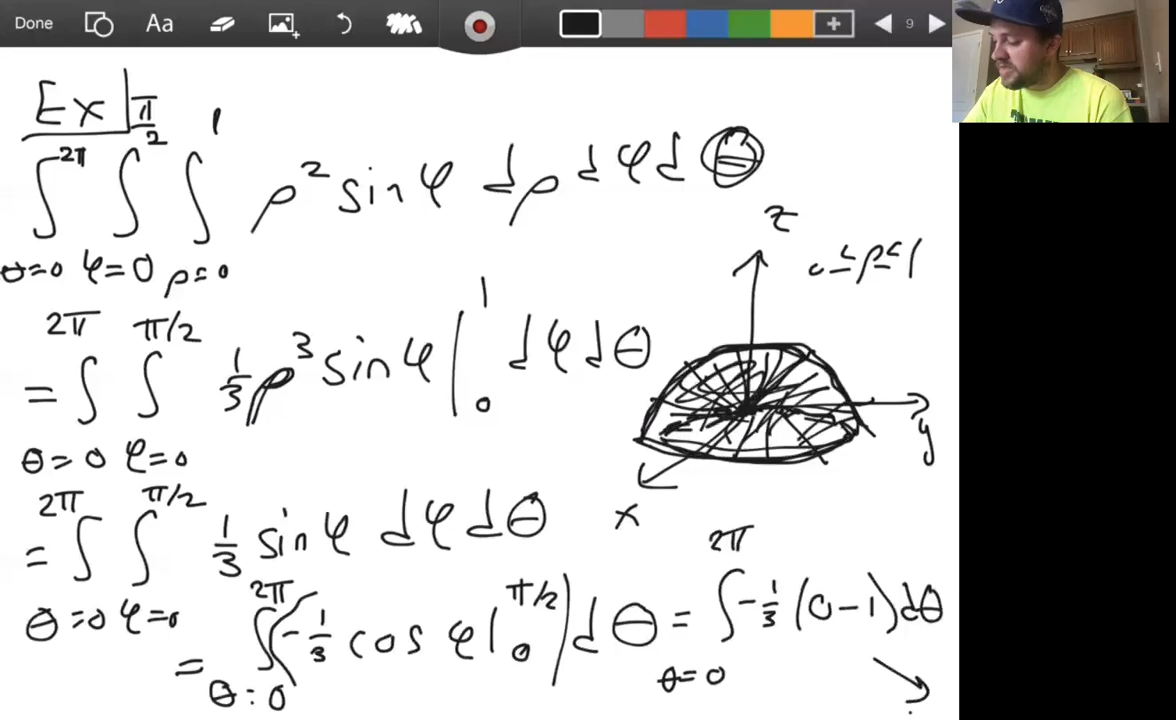 Done Aa 9
Ex
∫_{θ=0}^{2π} ∫_{φ=0}^{π/2} ∫_{ρ=0}^{1} ρ² sin φ dρ dφ dθ
z
0 ≤ ρ ≤ 1
= ∫_{θ=0}^{2π} ∫_{φ=0}^{π/2} 1/3 ρ³ sin φ |_0^1 dφ dθ
y
x
= ∫_{θ=0}^{2π} ∫_{φ=0}^{π/2} 1/3 sin φ dφ dθ
= ∫_{θ=0}^{2π} (-1/3 cos φ |_0^{π/2}) dθ = ∫_{θ=0}^{2π} -1/3 (0-1) dθ